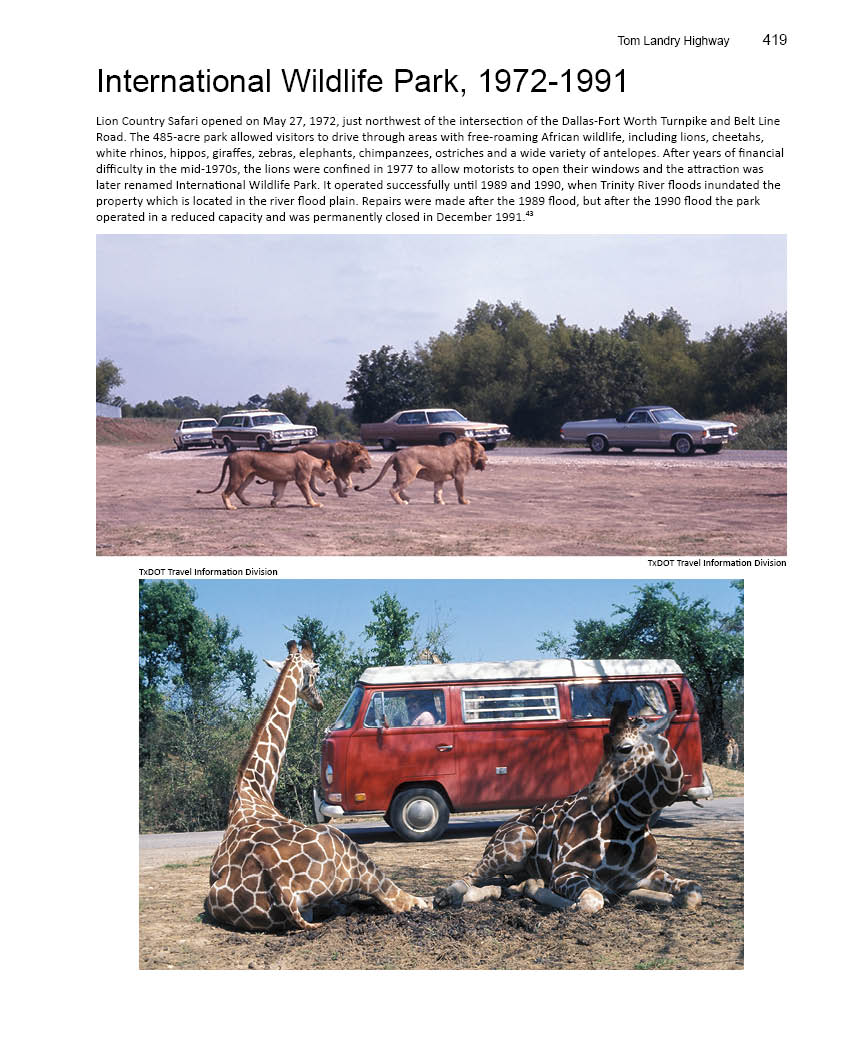 Tom Landry Highway 419
International Wildlife Park, 1972-1991
Lion Country Safari opened on May 27, 1972, just northwest of the intersection of the Dallas-Fort Worth Turnpike and Belt Line
Road. The 485-acre park allowed visitors to drive through areas with free-roaming African wildlife, including lions, cheetahs,
white rhinos, hippos, giraffes, zebras, elephants, chimpanzees, ostriches and a wide variety of antelopes. After years of financial
difficulty in the mid-1970s, the lions were confined in 1977 to allow motorists to open their windows and the attraction was
later renamed International Wildlife Park. It operated successfully until 1989 and 1990, when Trinity River floods inundated the
property which is located in the river flood plain. Repairs were made after the 1989 flood, but after the 1990 flood the park
operated in a reduced capacity and was permanently closed in December 1991.⁴³
TxDOT Travel Information Division
TxDOT Travel Information Division